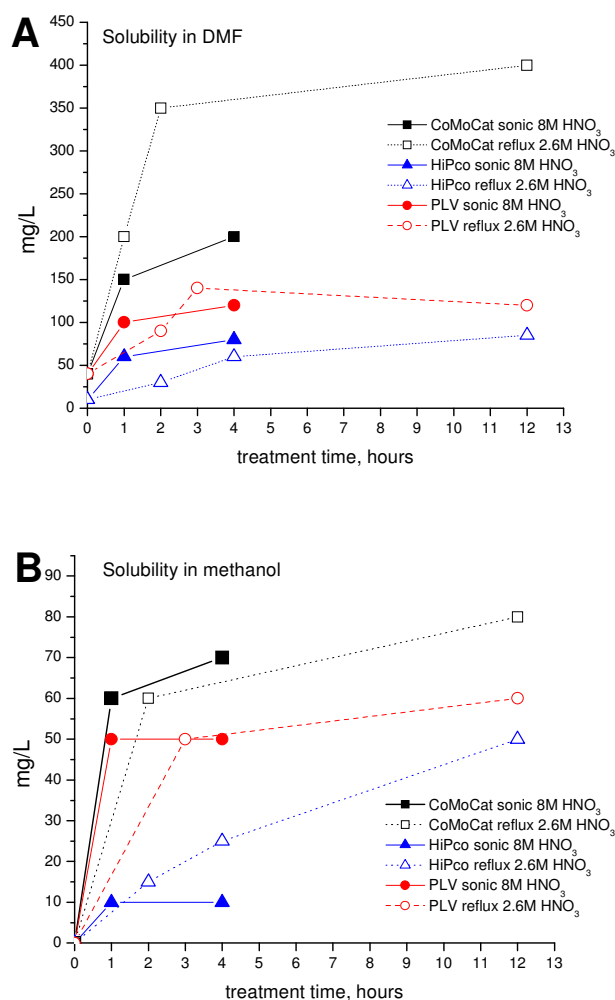 A
Solubility in DMF
450
400
350
300
250
200
150
100
50
0
mg/L
CoMoCat sonic 8M HNO₃
CoMoCat reflux 2.6M HNO₃
HiPco sonic 8M HNO₃
HiPco reflux 2.6M HNO₃
PLV sonic 8M HNO₃
PLV reflux 2.6M HNO₃
0 1 2 3 4 5 6 7 8 9 10 11 12 13
treatment time, hours
B
Solubility in methanol
90
80
70
60
50
40
30
20
10
0
mg/L
CoMoCat sonic 8M HNO₃
CoMoCat reflux 2.6M HNO₃
HiPco sonic 8M HNO₃
HiPco reflux 2.6M HNO₃
PLV sonic 8M HNO₃
PLV reflux 2.6M HNO₃
0 1 2 3 4 5 6 7 8 9 10 11 12 13
treatment time, hours